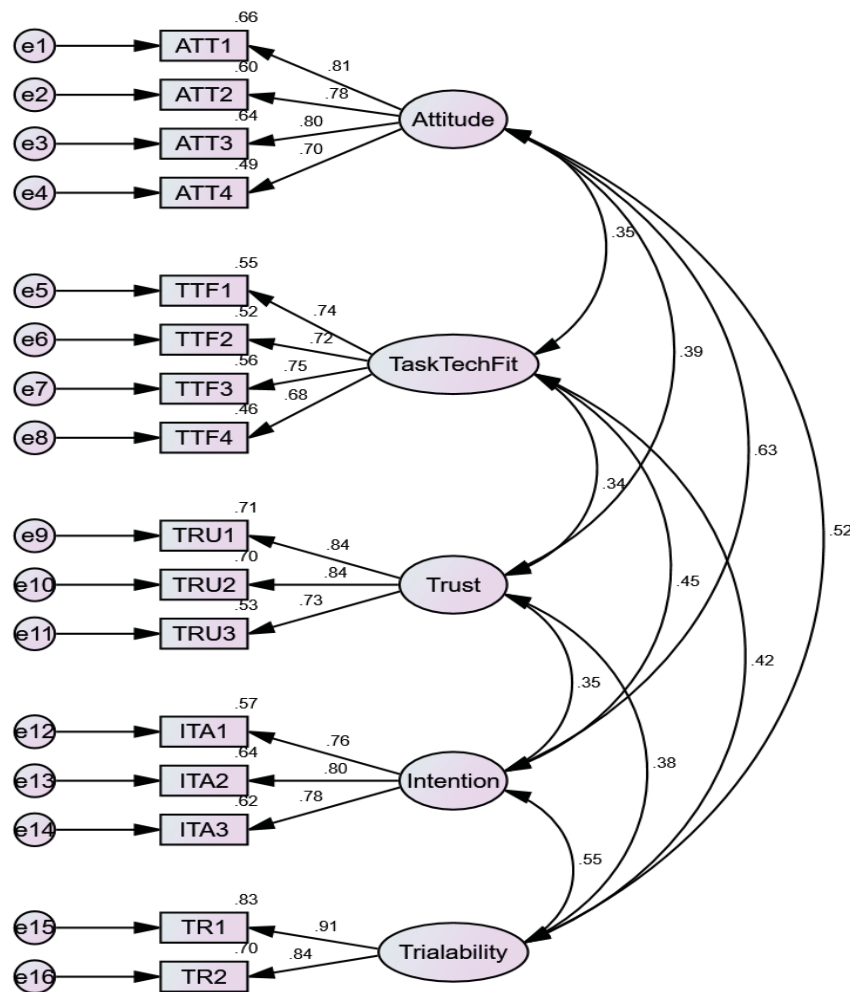 .66
e1 ATT1 .81
.60
e2 ATT2 .78
Attitude
.64
e3 ATT3 .80
.49
e4 ATT4 .70
.35
.55
e5 TTF1 .74
.52
e6 TTF2 .72
.39
TaskTechFit
.56
e7 TTF3 .75
.46
e8 TTF4 .68
.63
.34
.71
e9 TRU1 .84
.52
.70
e10 TRU2 .84
Trust
.45
.53
e11 TRU3 .73
.42
.35
.57
e12 ITA1 .76
.38
.64
e13 ITA2 .80
Intention
.62
e14 ITA3 .78
.55
.83
e15 TR1 .91
Trialability
.70
e16 TR2 .84